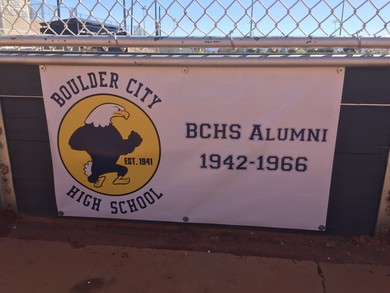 BOULDER CITY
EST. 1941
HIGH SCHOOL
BCHS ALUMNI
1942-1966